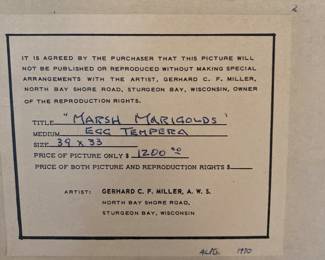 2
IT IS AGREED BY THE PURCHASER THAT THIS PICTURE WILL
NOT BE PUBLISHED OR REPRODUCED WITHOUT MAKING SPECIAL
ARRANGEMENTS WITH THE ARTIST, GERHARD C. F. MILLER,
NORTH BAY SHORE ROAD, STURGEON BAY, WISCONSIN, OWNER
OF THE REPRODUCTION RIGHTS.
TITLE "MARSH MARIGOLDS"
MEDIUM EGG TEMPERA
SIZE 39 x 33
PRICE OF PICTURE ONLY $ 1200 00
PRICE OF BOTH PICTURE AND REPRODUCTION RIGHTS $
ARTIST: GERHARD C. F. MILLER, A. W. S.
NORTH BAY SHORE ROAD,
STURGEON BAY, WISCONSIN
1970